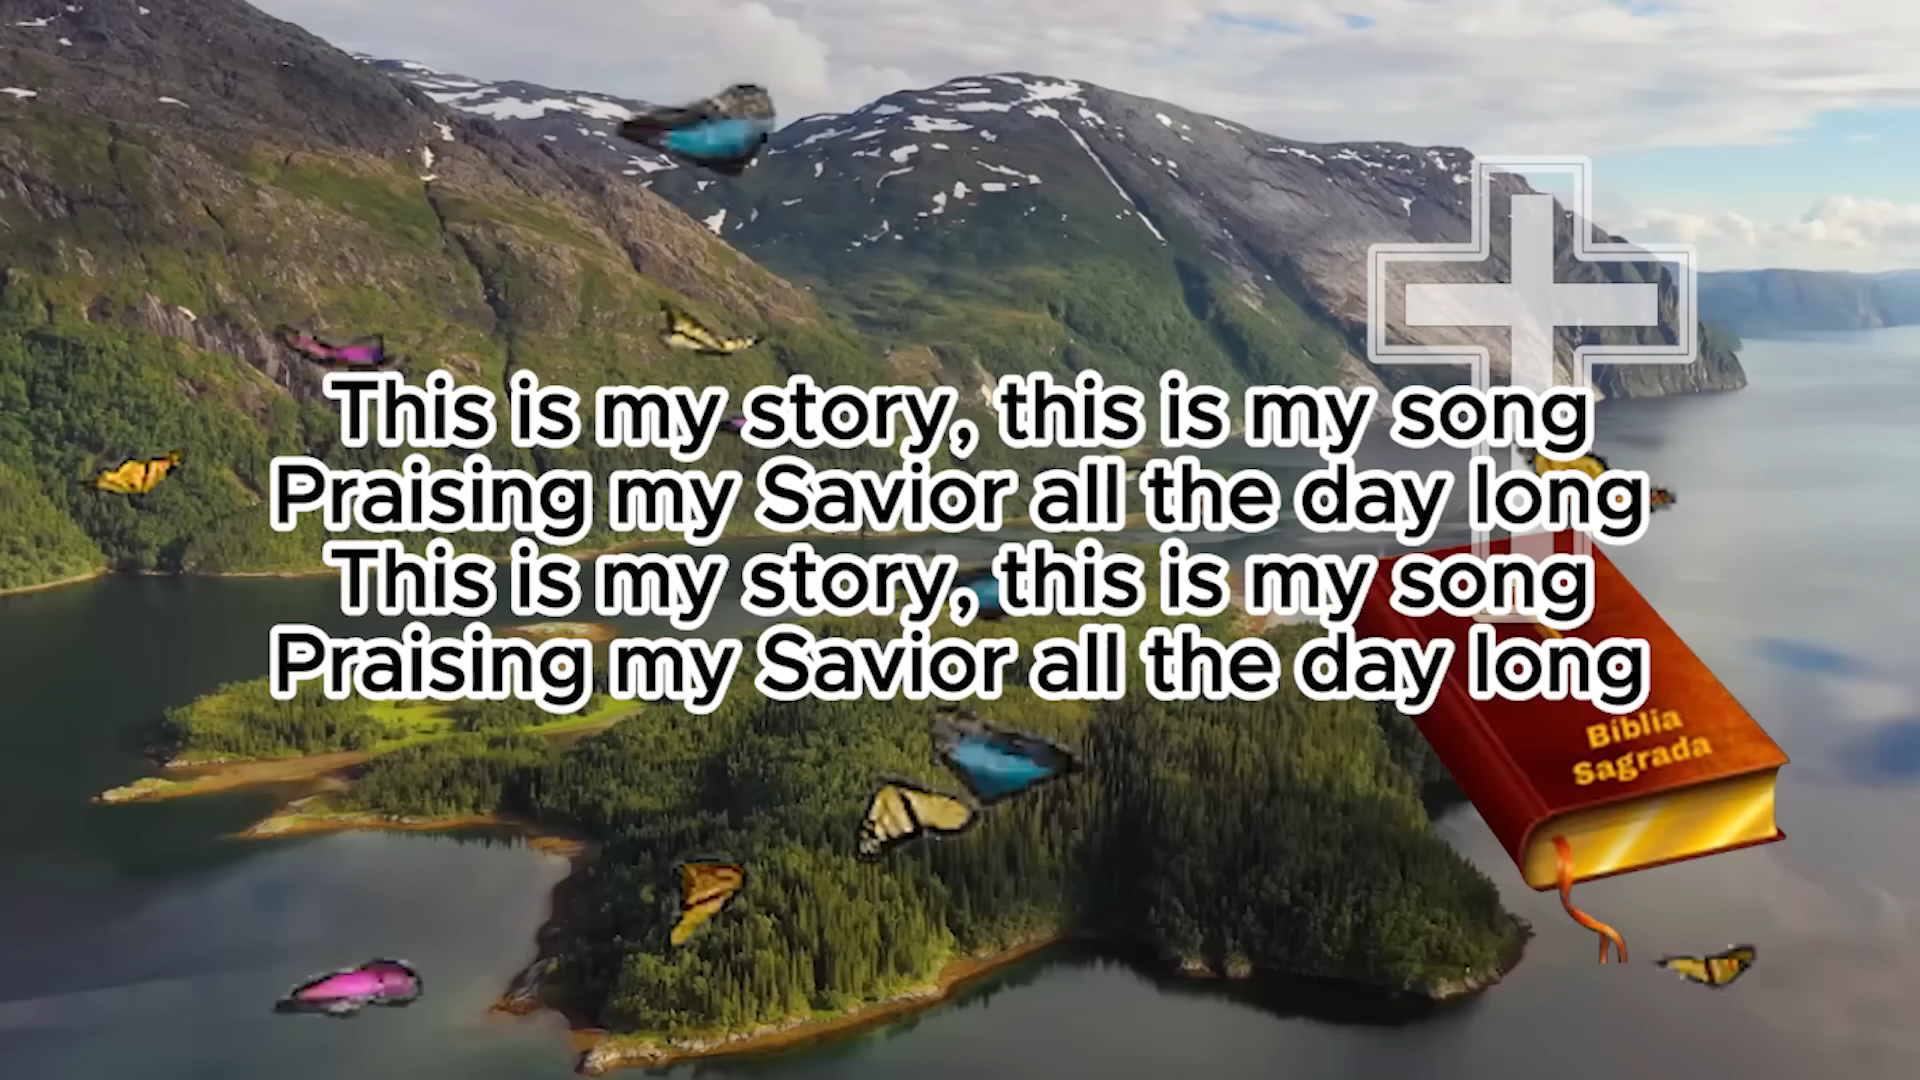 This is my story, this is my song
Praising my Savior all the day long
This is my story, this is my song
Praising my Savior all the day long
Bíblia
Sagrada